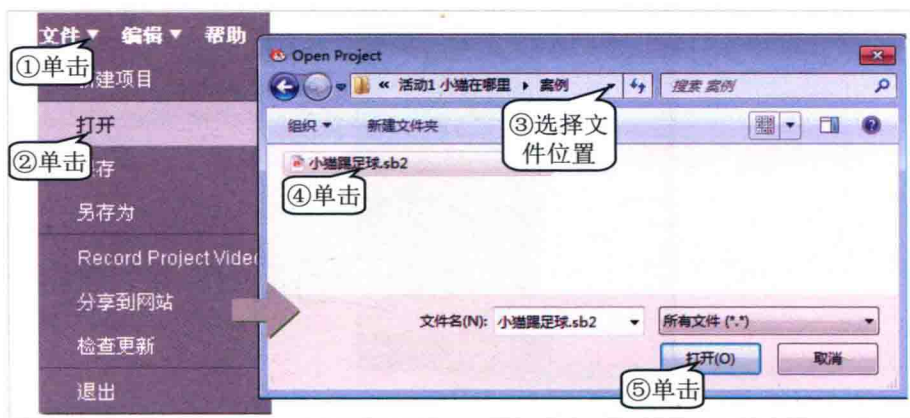 文件▼ 编辑▼ 帮助
①单击
建项目
打开
②单击
存
另存为
Record Project Vide
分享到网站
检查更新
退出
Open Project
« 活动1 小猫在哪里 ▸ 案例
搜索 案例
③选择文
件位置
组织▼ 新建文件夹
小猫踢足球.sb2
④单击
文件名(N): 小猫踢足球.sb2
所有文件 (*.*)
打开(O) 取消
⑤单击